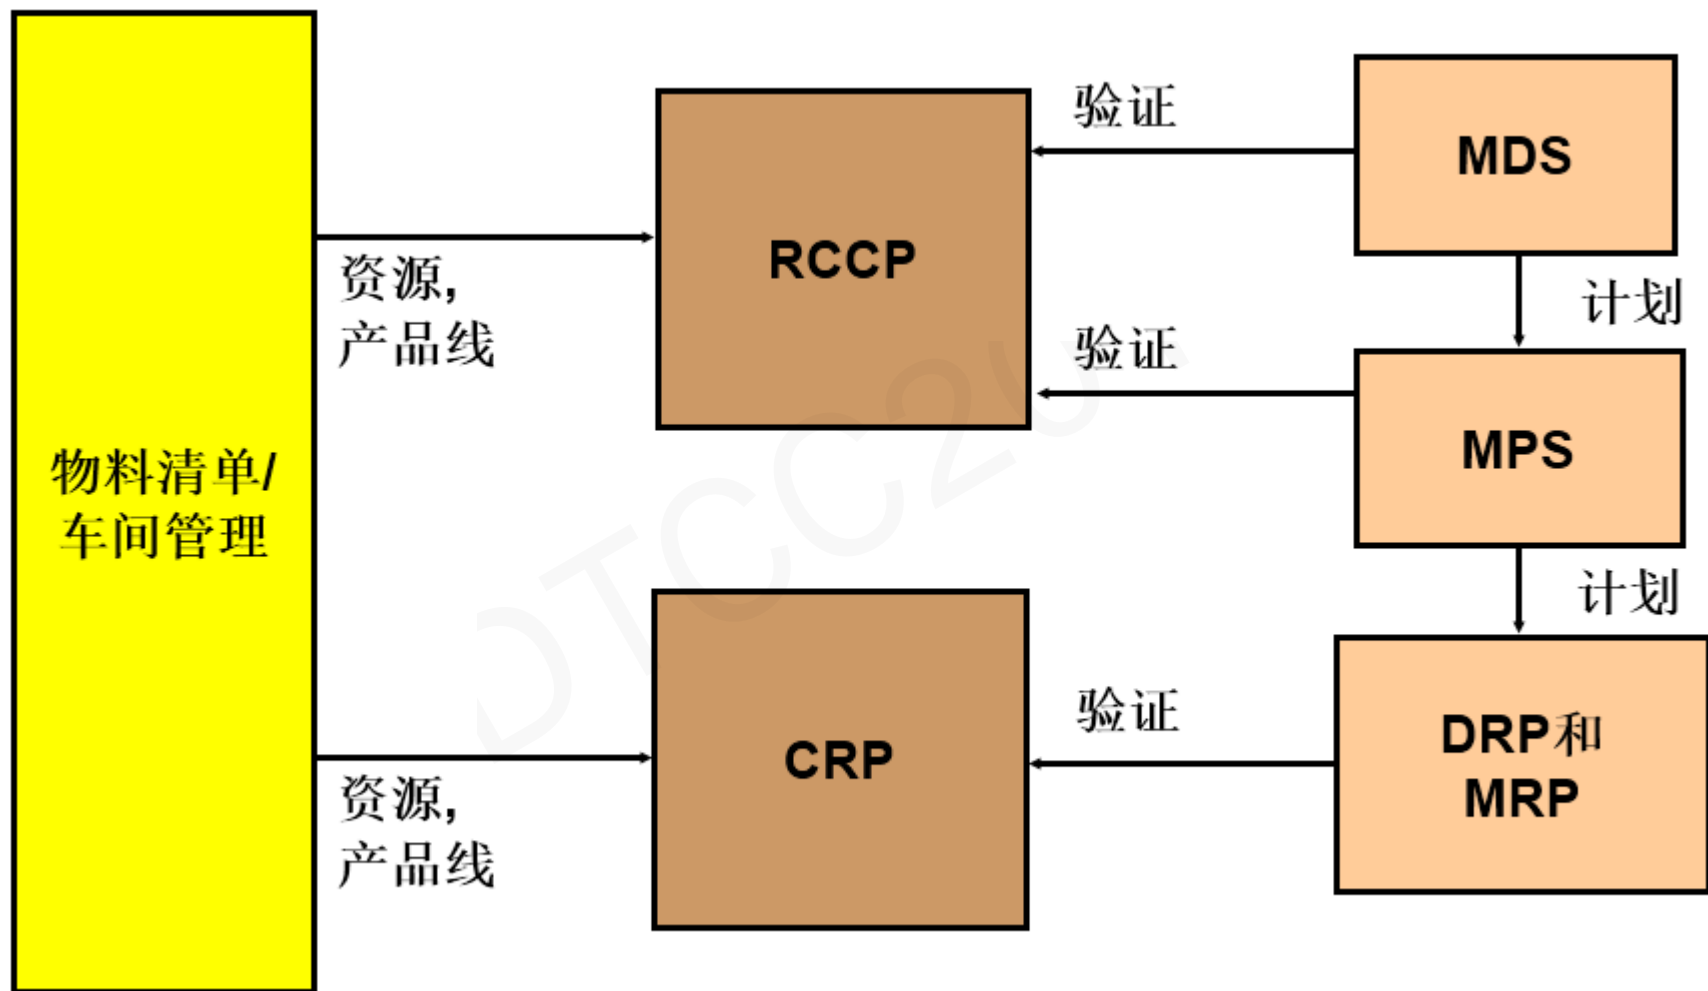 物料清单/
车间管理
资源,
产品线
资源,
产品线
RCCP
CRP
验证
验证
验证
MDS
计划
MPS
计划
DRP和
MRP